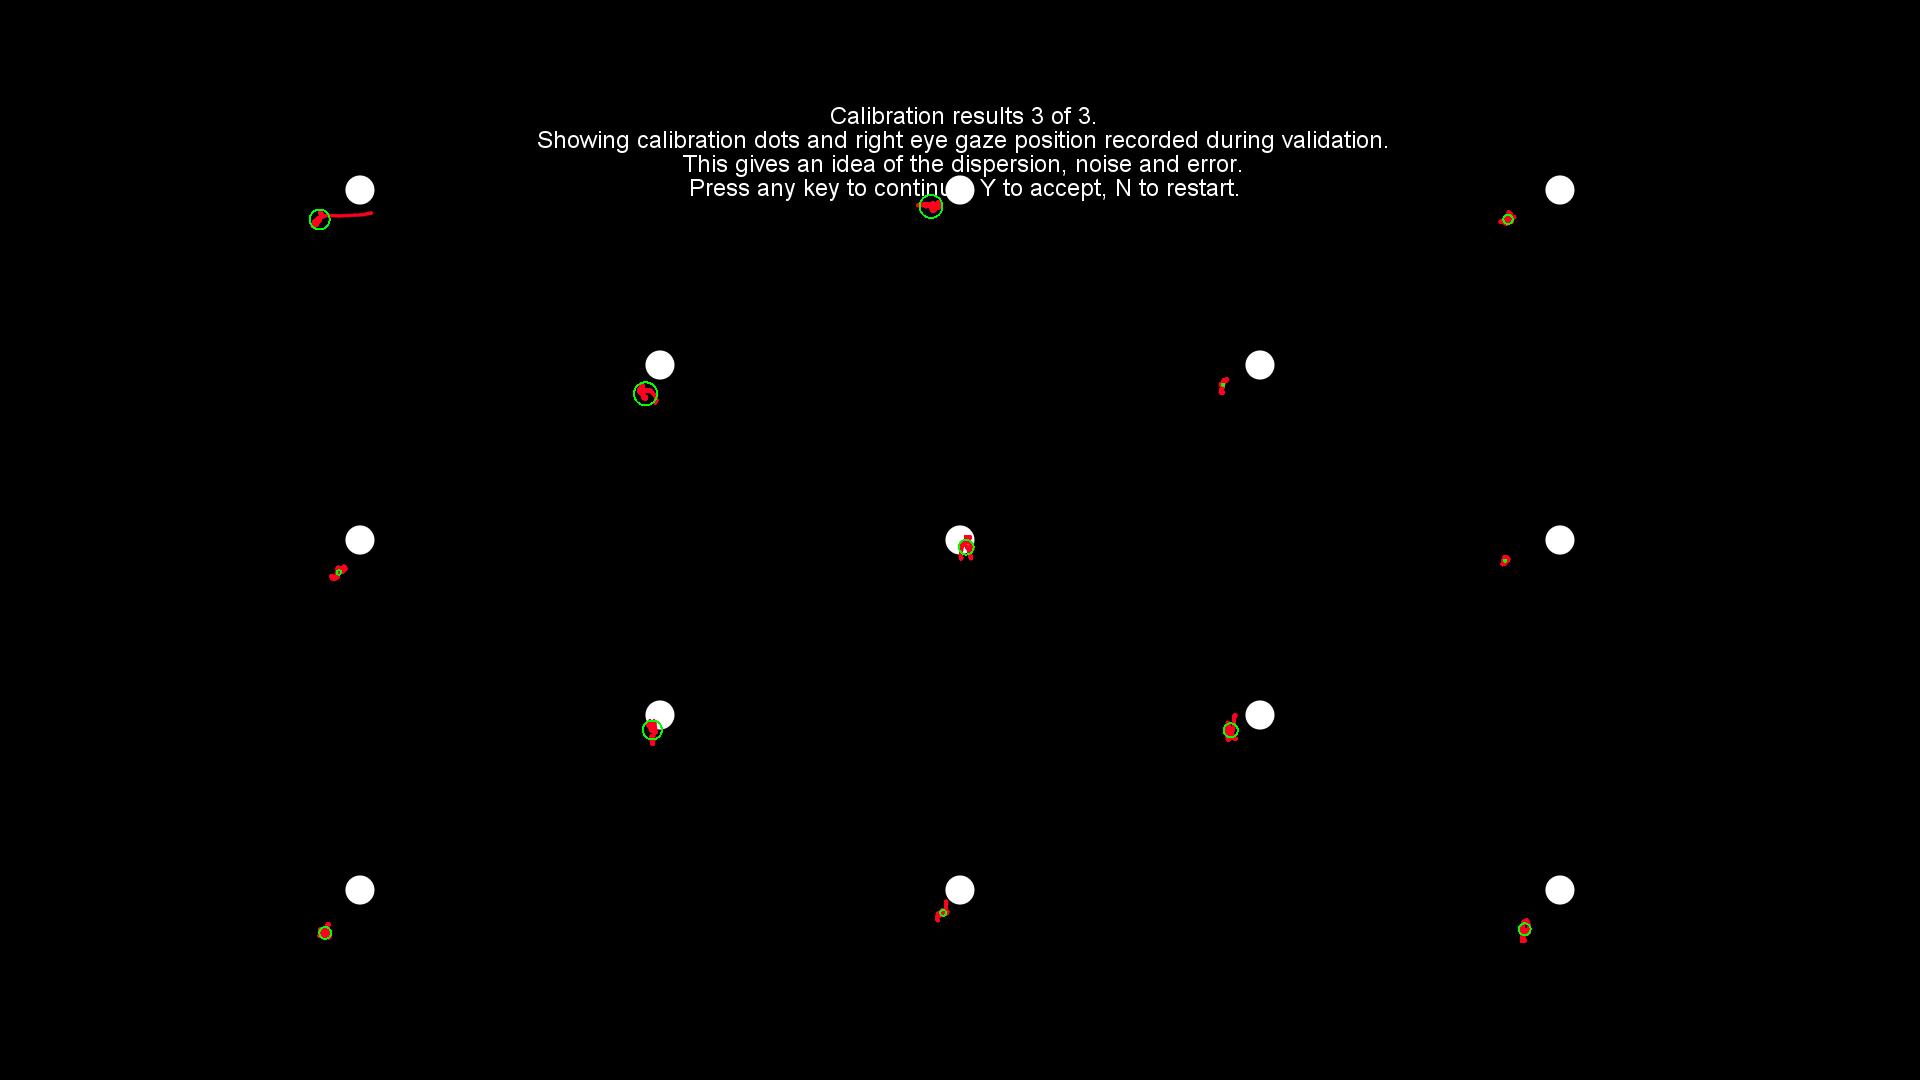 Calibration results 3 of 3.
Showing calibration dots and right eye gaze position recorded during validation.
This gives an idea of the dispersion, noise and error.
Press any key to continu Y to accept, N to restart.